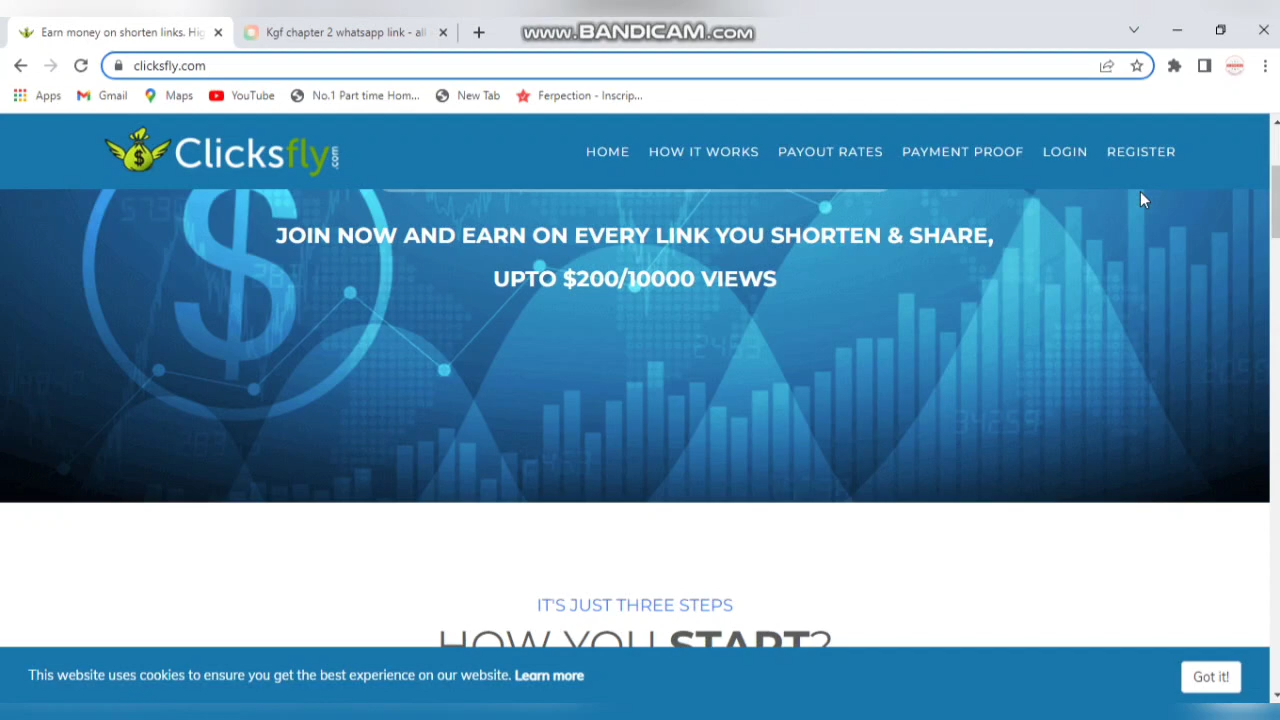 Earn money on shorten links. Hig
Kgf chapter 2 whatsapp link - all
www.BANDICAM.com
clicksfly.com
Apps
Gmail
Maps
YouTube
No.1 Part time Hom...
New Tab
Ferpection - Inscrip...
Clicksfly.com
HOME
HOW IT WORKS
PAYOUT RATES
PAYMENT PROOF
LOGIN
REGISTER
JOIN NOW AND EARN ON EVERY LINK YOU SHORTEN & SHARE,
UPTO $200/10000 VIEWS
IT'S JUST THREE STEPS
HOW YOU START?
This website uses cookies to ensure you get the best experience on our website. Learn more
Got it!